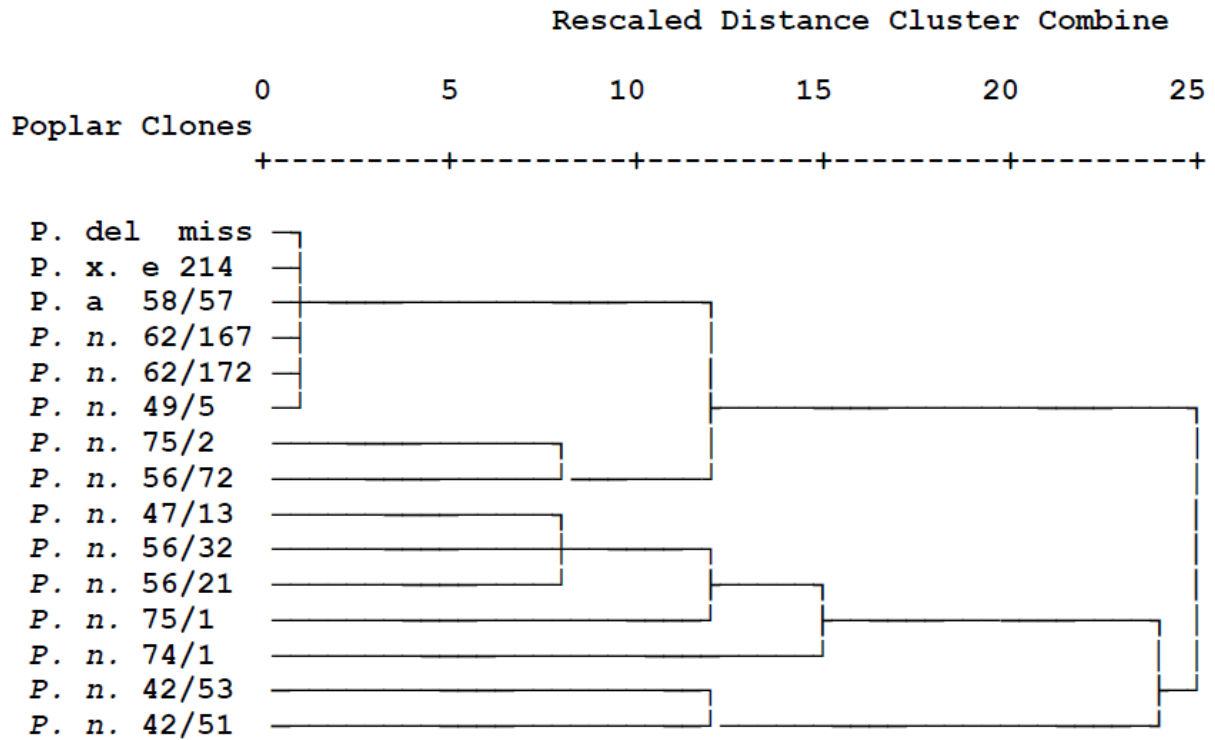 Rescaled Distance Cluster Combine
0 5 10 15 20 25
Poplar Clones
+---------+---------+---------+---------+---------+
P. del miss
P. x. e 214
P. a 58/57
P. n. 62/167
P. n. 62/172
P. n. 49/5
P. n. 75/2
P. n. 56/72
P. n. 47/13
P. n. 56/32
P. n. 56/21
P. n. 75/1
P. n. 74/1
P. n. 42/53
P. n. 42/51